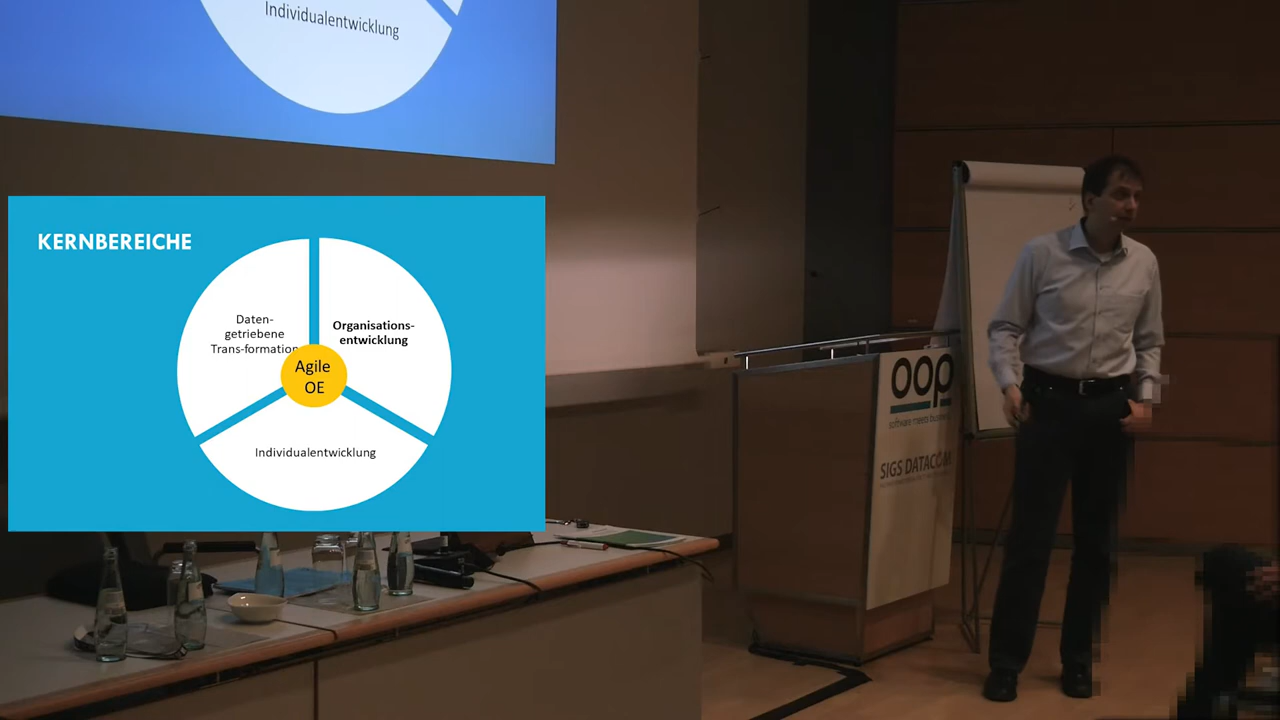 Individualentwicklung
KERNBEREICHE
Daten-
getriebene
Trans-formation
Organisations-
entwicklung
Agile
OE
Individualentwicklung
oop
software meets business
SIGS DATACOM